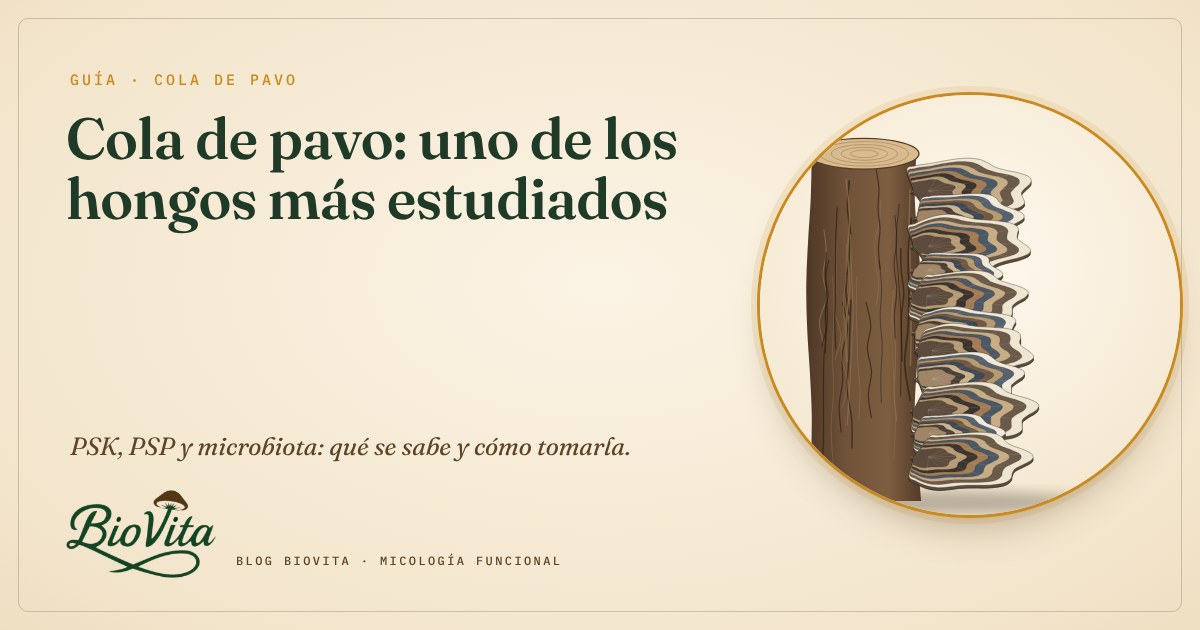 GUÍA · COLA DE PAVO
Cola de pavo: uno de los
hongos más estudiados
PSK, PSP y microbiota: qué se sabe y cómo tomarla.
BioVita
BLOG BIOVITA · MICOLOGÍA FUNCIONAL